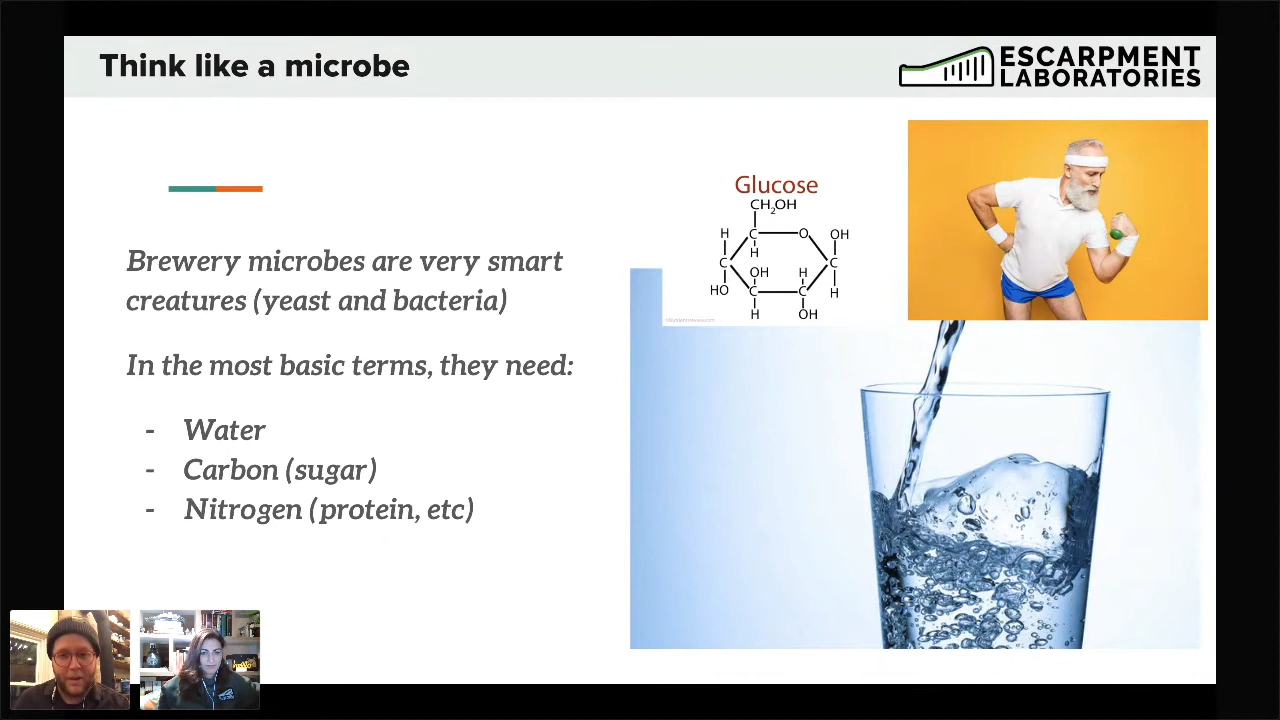 Think like a microbe
ESCARPMENT
LABORATORIES
Glucose
CH2OH
H
C
O
OH
H
C
OH
H
C
HO
C
C
H
H
OH
Brewery microbes are very smart
creatures (yeast and bacteria)
In the most basic terms, they need:
- Water
- Carbon (sugar)
- Nitrogen (protein, etc)